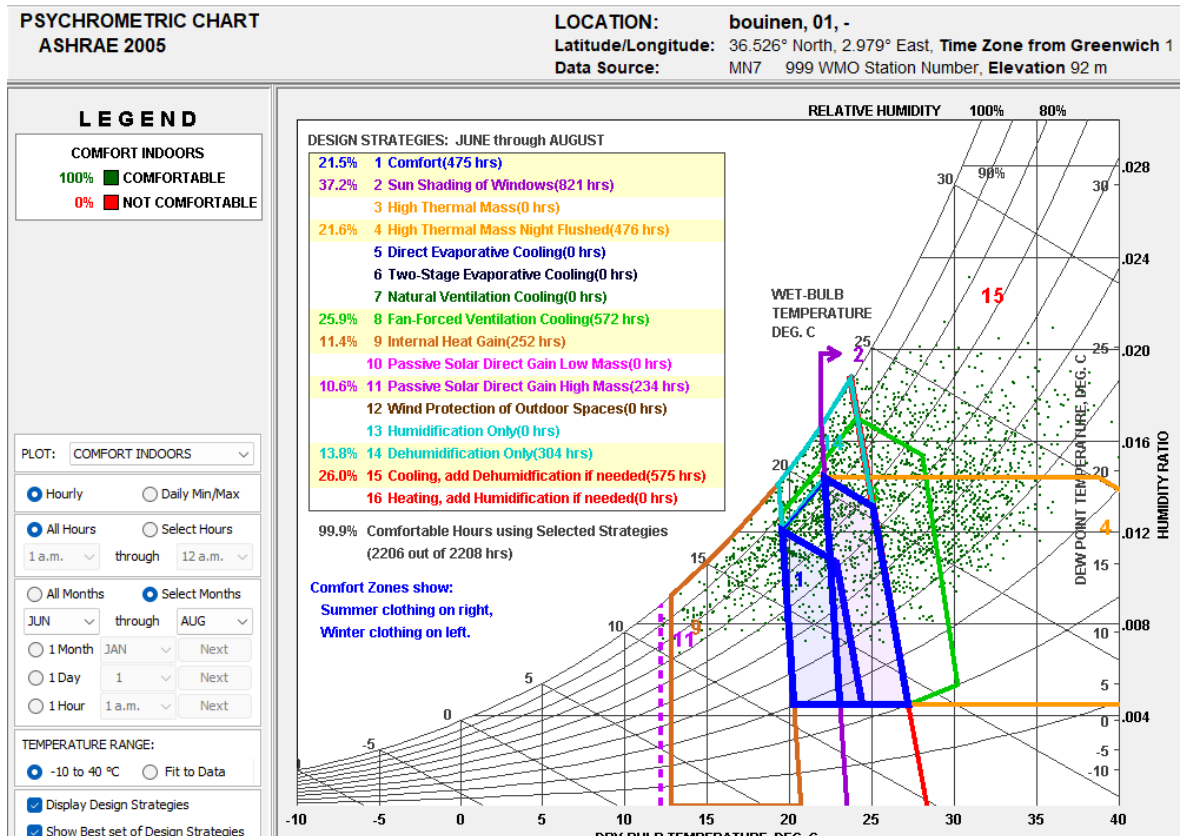 PSYCHROMETRIC CHART
ASHRAE 2005
LOCATION: bouinen, 01, -
Latitude/Longitude: 36.526° North, 2.979° East, Time Zone from Greenwich 1
Data Source: MN7 999 WMO Station Number, Elevation 92 m
LEGEND
COMFORT INDOORS
100% COMFORTABLE
0% NOT COMFORTABLE
PLOT: COMFORT INDOORS
Hourly Daily Min/Max
All Hours Select Hours
1 a.m. through 12 a.m.
All Months Select Months
JUN through AUG
1 Month JAN Next
1 Day 1 Next
1 Hour 1 a.m. Next
TEMPERATURE RANGE:
-10 to 40 °C Fit to Data
Display Design Strategies
Show Best set of Design Strategies
RELATIVE HUMIDITY 100% 80%
90%
DESIGN STRATEGIES: JUNE through AUGUST
21.5% 1 Comfort(475 hrs)
37.2% 2 Sun Shading of Windows(821 hrs)
3 High Thermal Mass(0 hrs)
21.6% 4 High Thermal Mass Night Flushed(476 hrs)
5 Direct Evaporative Cooling(0 hrs)
6 Two-Stage Evaporative Cooling(0 hrs)
7 Natural Ventilation Cooling(0 hrs)
25.9% 8 Fan-Forced Ventilation Cooling(572 hrs)
11.4% 9 Internal Heat Gain(252 hrs)
10 Passive Solar Direct Gain Low Mass(0 hrs)
10.6% 11 Passive Solar Direct Gain High Mass(234 hrs)
12 Wind Protection of Outdoor Spaces(0 hrs)
13 Humidification Only(0 hrs)
13.8% 14 Dehumidification Only(304 hrs)
26.0% 15 Cooling, add Dehumidfication if needed(575 hrs)
16 Heating, add Humidification if needed(0 hrs)
99.9% Comfortable Hours using Selected Strategies
(2206 out of 2208 hrs)
Comfort Zones show:
Summer clothing on right,
Winter clothing on left.
WET-BULB
TEMPERATURE
DEG. C
-5
0
5
10
15
20
25
30
1
2
4
9
11
15
30
25
20
15
10
5
0
-5
-10
DEW POINT TEMPERATURE, DEG. C
.028
.024
.020
.016
.012
.008
.004
HUMIDITY RATIO
-10 -5 0 5 10 15 20 25 30 35 40
DRY-BULB TEMPERATURE, DEG. C